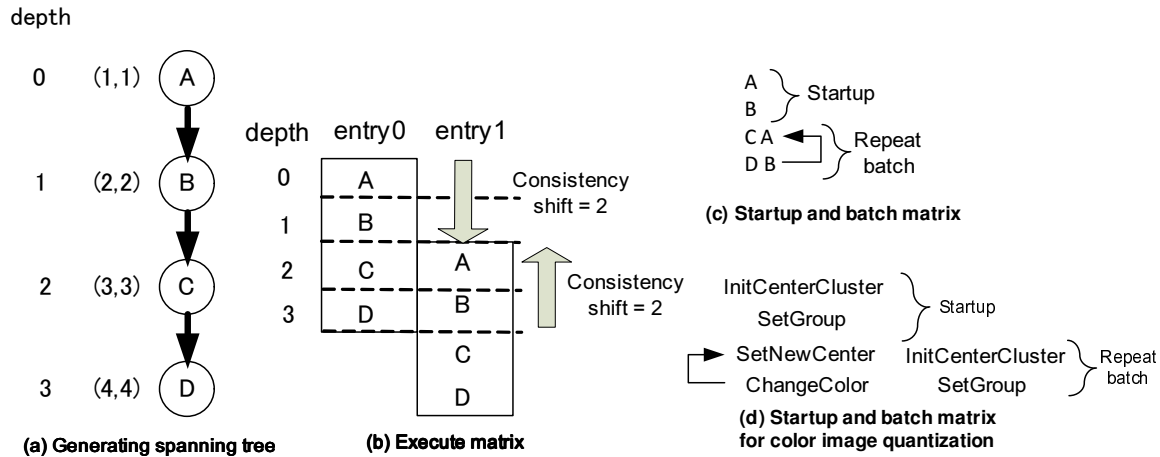 depth
0 (1,1) A
1 (2,2) B
2 (3,3) C
3 (4,4) D
(a) Generating spanning tree
depth entry0 entry1
0 A
1 B
2 C A
3 D B
C
D
Consistency
shift = 2
Consistency
shift = 2
(b) Execute matrix
A
B
Startup
C A
D B
Repeat
batch
(c) Startup and batch matrix
InitCenterCluster
SetGroup
Startup
SetNewCenter InitCenterCluster
ChangeColor SetGroup
Repeat
batch
(d) Startup and batch matrix
for color image quantization